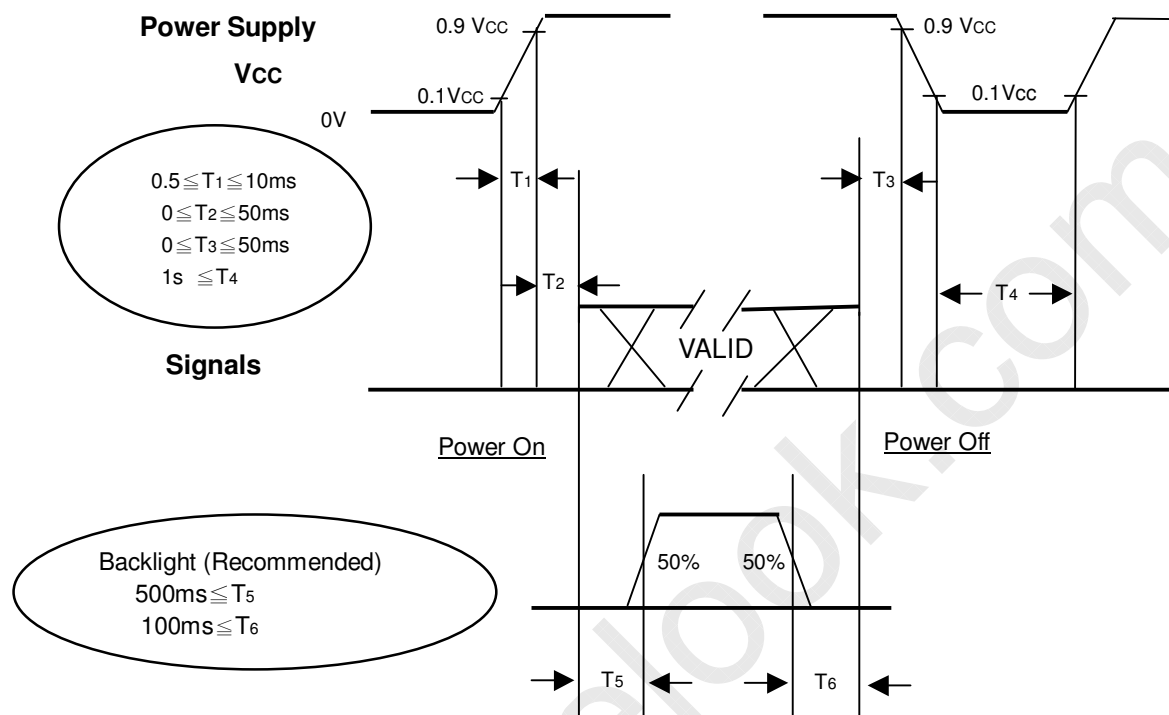 Power Supply
Vcc
0.9 Vcc
0.1Vcc
0V
0.9 Vcc
0.1Vcc
0.5≦T1≦10ms
0≦T2≦50ms
0≦T3≦50ms
1s ≦T4
T1
T3
T2
T4
VALID
Signals
Power On
Power Off
Backlight (Recommended)
500ms≦T5
100ms≦T6
50%
50%
T5
T6
elook.com